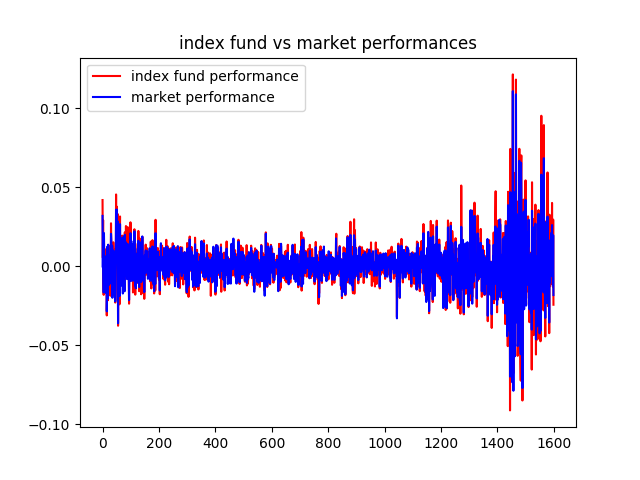 index fund vs market performances
index fund performance
market performance
0.10
0.05
0.00
−0.05
−0.10
0 200 400 600 800 1000 1200 1400 1600